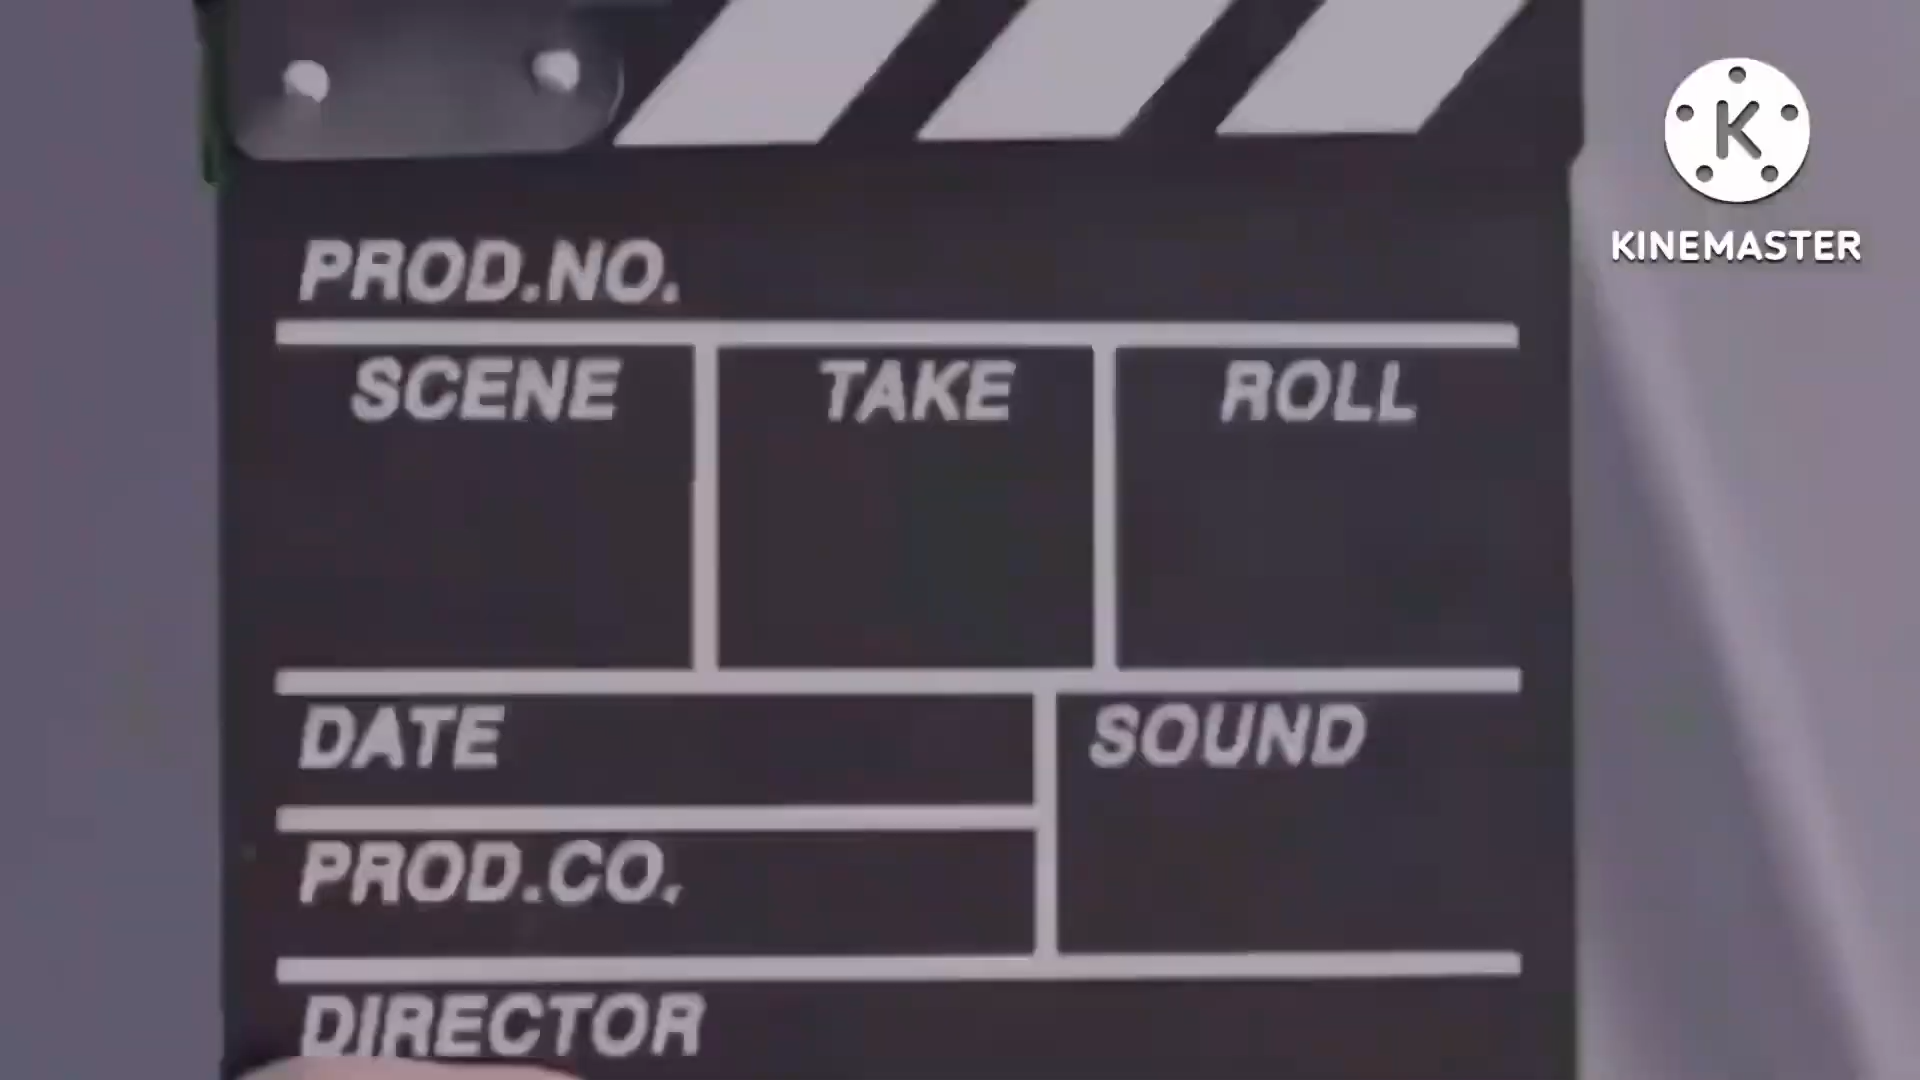 K
KINEMASTER
PROD.NO.
SCENE TAKE ROLL
DATE SOUND
PROD.CO.
DIRECTOR